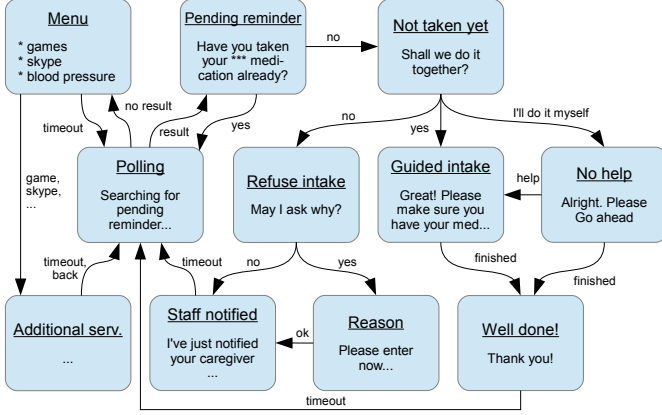 Menu
* games
* skype
* blood pressure
Pending reminder
Have you taken
your *** medi-
cation already?
no
Not taken yet
Shall we do it
together?
no result
timeout
result
yes
no
yes
I'll do it myself
Polling
Searching for
pending
reminder...
Refuse intake
May I ask why?
Guided intake
Great! Please
make sure you
have your med...
help
No help
Alright. Please
Go ahead
game,
skype,
...
timeout,
back
timeout
no
yes
finished
finished
Additional serv.
...
Staff notified
I've just notified
your caregiver
...
ok
Reason
Please enter
now...
Well done!
Thank you!
timeout